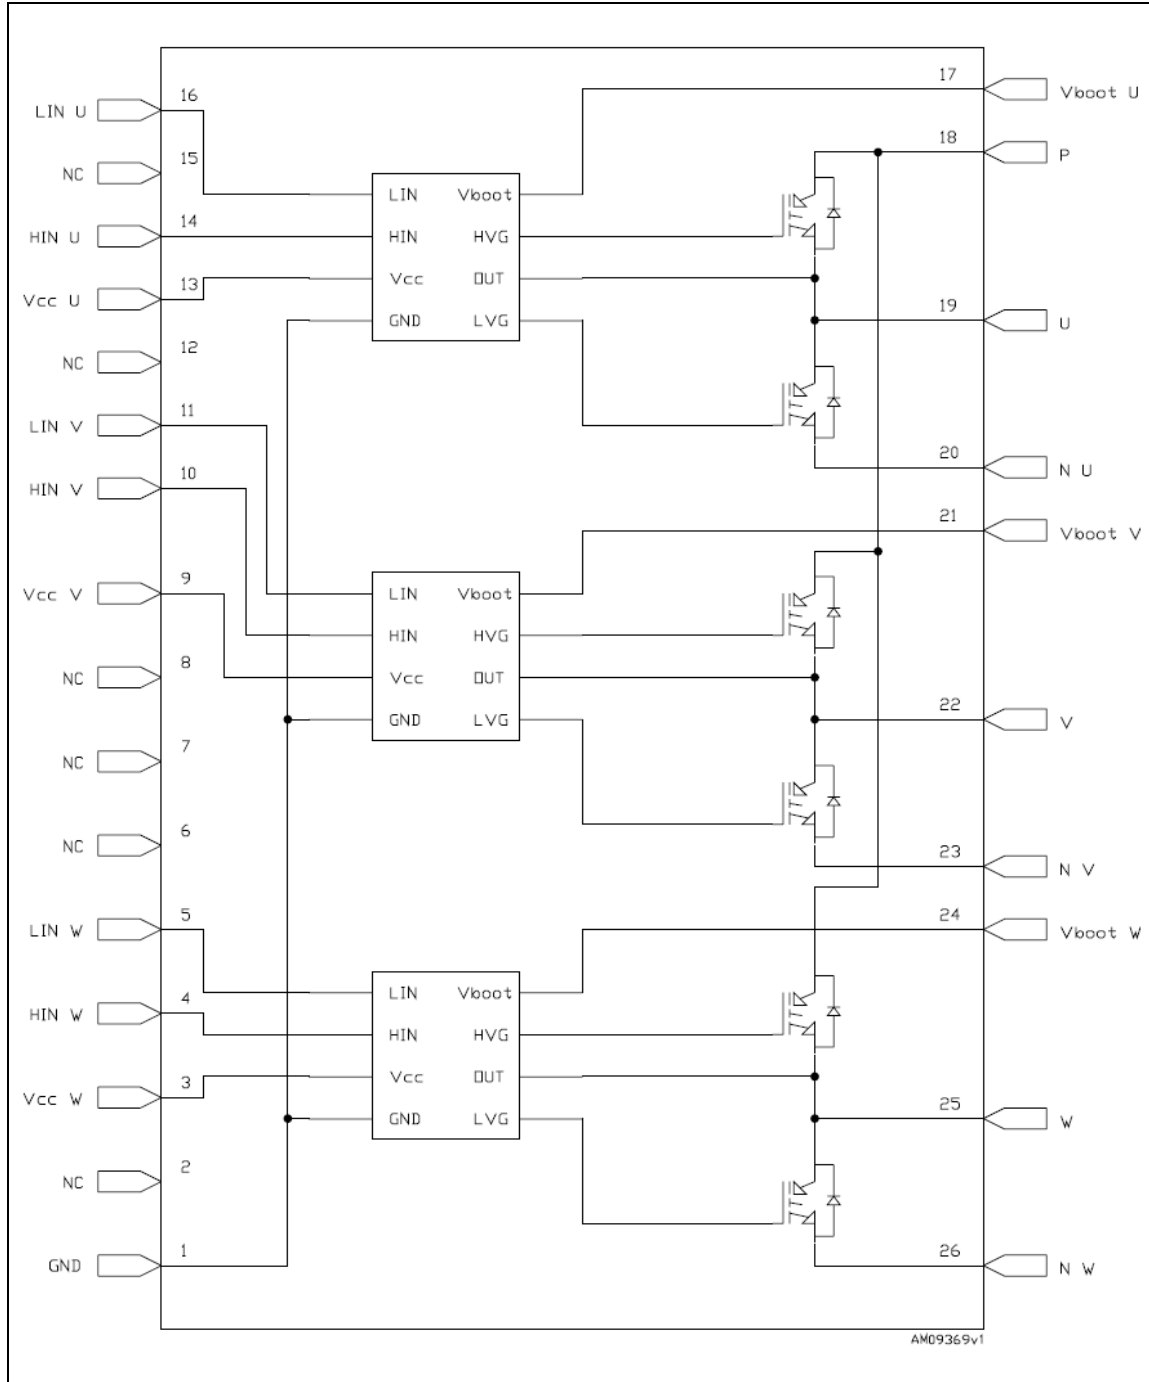 LIN U
16
NC
15
HIN U
14
Vcc U
13
NC
12
LIN V
11
HIN V
10
Vcc V
9
NC
8
NC
7
NC
6
LIN W
5
HIN W
4
Vcc W
3
NC
2
GND
1
LIN Vboot
HIN HVG
Vcc OUT
GND LVG
LIN Vboot
HIN HVG
Vcc OUT
GND LVG
LIN Vboot
HIN HVG
Vcc OUT
GND LVG
17
Vboot U
18
P
19
U
20
N U
21
Vboot V
22
V
23
N V
24
Vboot W
25
W
26
N W
AM09369v1